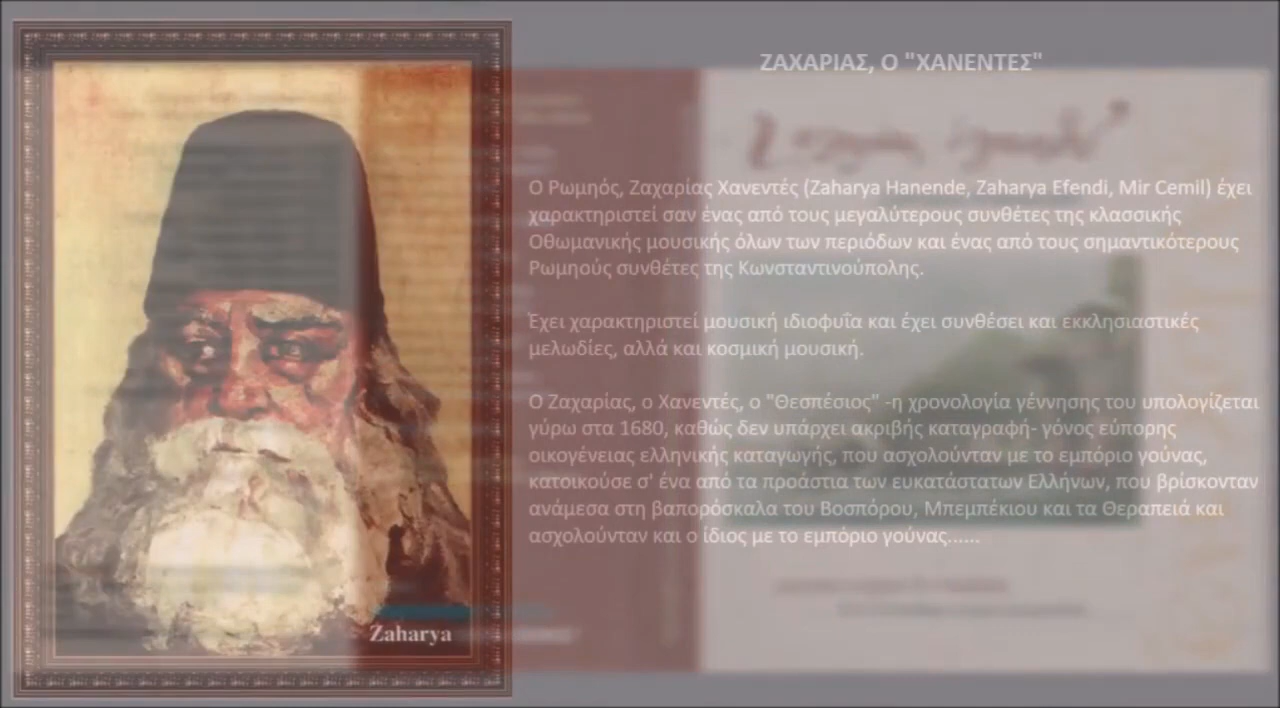 ΖΑΧΑΡΙΑΣ, Ο "ΧΑΝΕΝΤΕΣ"
Ο Ρωμηός, Ζαχαρίας Χανεντές (Zaharya Hanende, Zaharya Efendi, Mir Cemil) έχει
χαρακτηριστεί σαν ένας από τους μεγαλύτερους συνθέτες της κλασσικής
Οθωμανικής μουσικής όλων των περιόδων και ένας από τους σημαντικότερους
Ρωμηούς συνθέτες της Κωνσταντινούπολης.
Έχει χαρακτηριστεί μουσική ιδιοφυΐα και έχει συνθέσει και εκκλησιαστικές
μελωδίες, αλλά και κοσμική μουσική.
Ο Ζαχαρίας, ο Χανεντές, ο "Θεσπέσιος" -η χρονολογία γέννησης του υπολογίζεται
γύρω στα 1680, καθώς δεν υπάρχει ακριβής καταγραφή- γόνος εύπορης
οικογένειας ελληνικής καταγωγής, που ασχολούνταν με το εμπόριο γούνας,
κατοικούσε σ' ένα από τα προάστια των ευκατάστατων Ελλήνων, που βρίσκονταν
ανάμεσα στη βαπορόσκαλα του Βοσπόρου, Μπεμπέκιου και τα Θεραπειά και
ασχολούνταν και ο ίδιος με το εμπόριο γούνας......
Zaharya